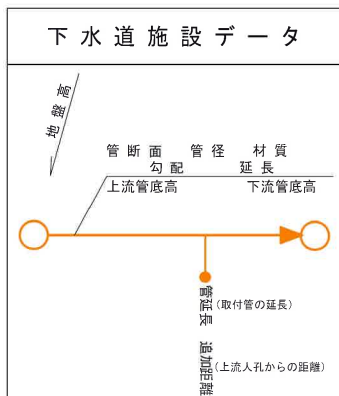 下水道施設データ
地盤高
管断面 管径 材質
勾配 延長
上流管底高 下流管底高
管延長 (取付管の延長)
追加距離 (上流人孔からの距離)